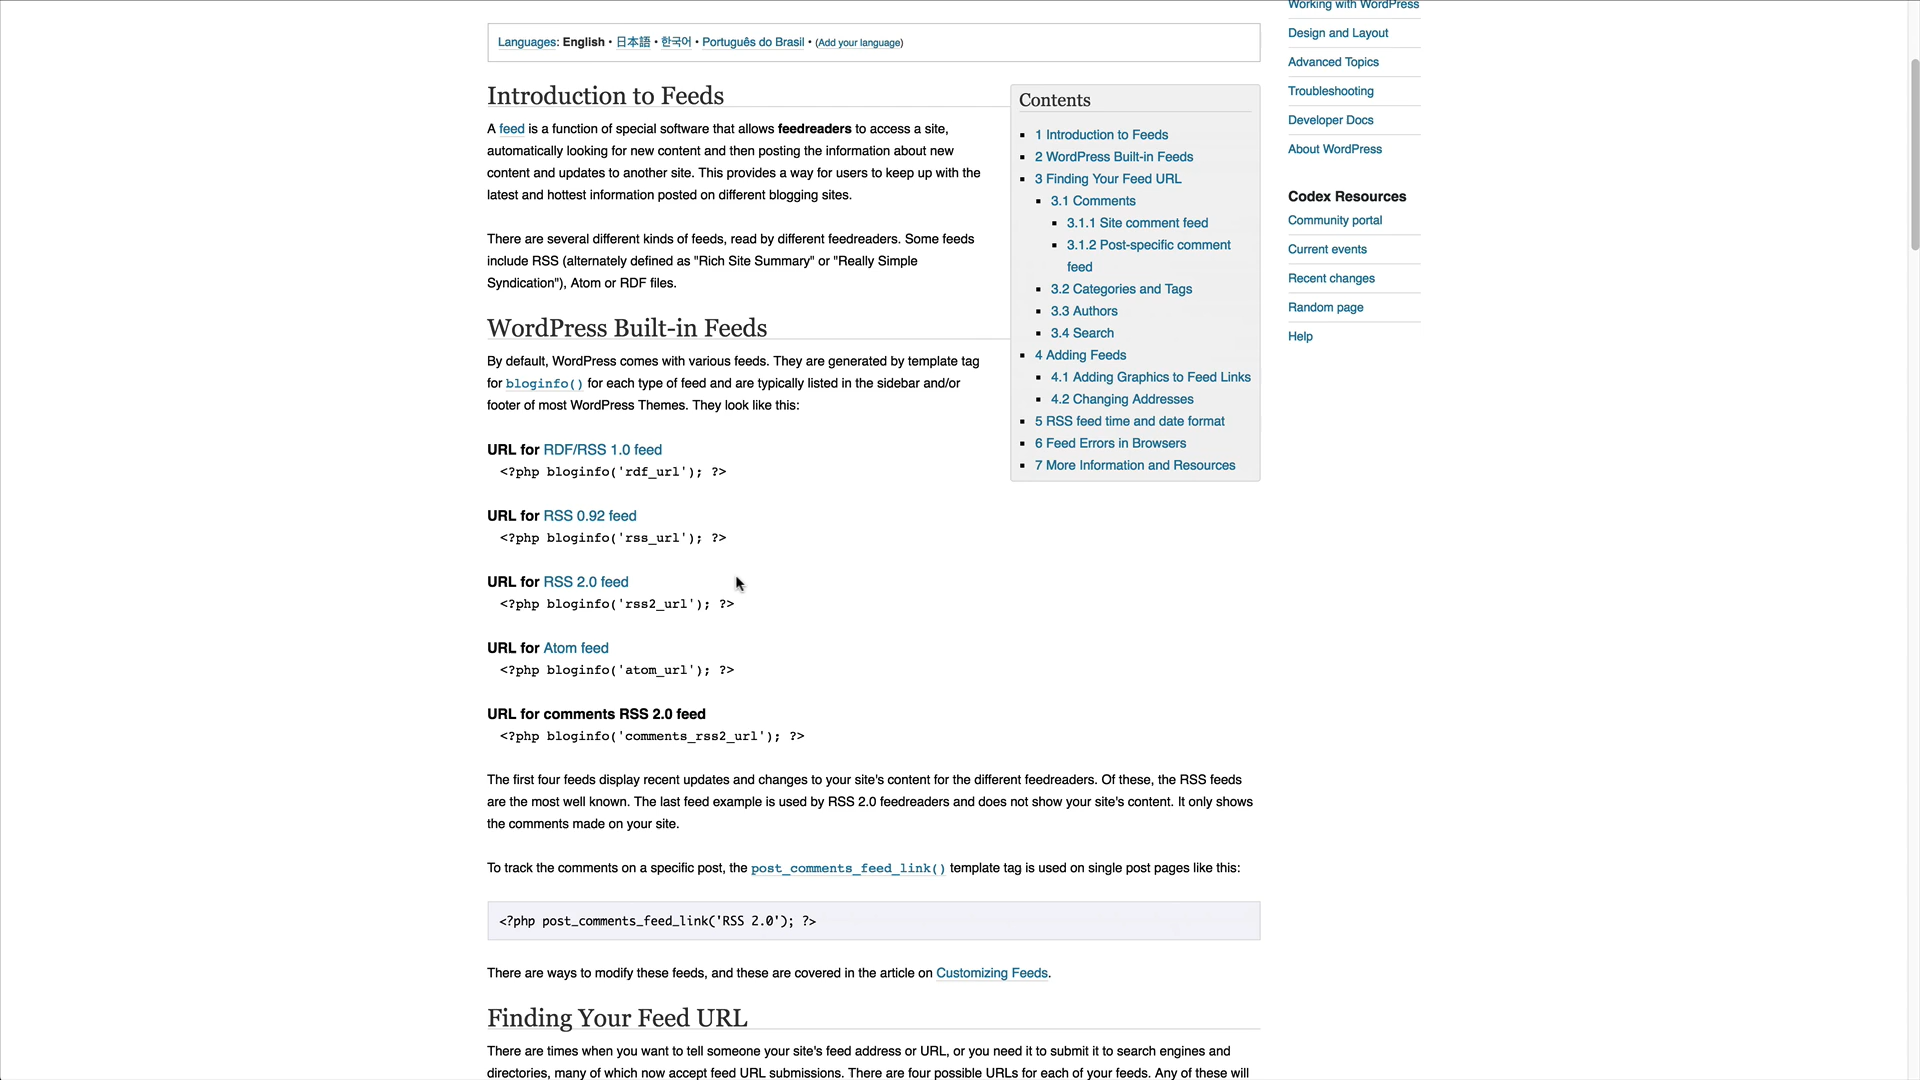 Languages: English • 日本語 • 한국어 • Português do Brasil • (Add your language)
Introduction to Feeds
A feed is a function of special software that allows feedreaders to access a site,
automatically looking for new content and then posting the information about new
content and updates to another site. This provides a way for users to keep up with the
latest and hottest information posted on different blogging sites.
There are several different kinds of feeds, read by different feedreaders. Some feeds
include RSS (alternately defined as "Rich Site Summary" or "Really Simple
Syndication"), Atom or RDF files.
WordPress Built-in Feeds
By default, WordPress comes with various feeds. They are generated by template tag
for bloginfo() for each type of feed and are typically listed in the sidebar and/or
footer of most WordPress Themes. They look like this:
URL for RDF/RSS 1.0 feed
<?php bloginfo('rdf_url'); ?>
URL for RSS 0.92 feed
<?php bloginfo('rss_url'); ?>
URL for RSS 2.0 feed
<?php bloginfo('rss2_url'); ?>
URL for Atom feed
<?php bloginfo('atom_url'); ?>
URL for comments RSS 2.0 feed
<?php bloginfo('comments_rss2_url'); ?>
The first four feeds display recent updates and changes to your site's content for the different feedreaders. Of these, the RSS feeds
are the most well known. The last feed example is used by RSS 2.0 feedreaders and does not show your site's content. It only shows
the comments made on your site.
To track the comments on a specific post, the post_comments_feed_link() template tag is used on single post pages like this:
<?php post_comments_feed_link('RSS 2.0'); ?>
There are ways to modify these feeds, and these are covered in the article on Customizing Feeds.
Finding Your Feed URL
There are times when you want to tell someone your site's feed address or URL, or you need it to submit it to search engines and
directories, many of which now accept feed URL submissions. There are four possible URLs for each of your feeds. Any of these will
Contents
1 Introduction to Feeds
2 WordPress Built-in Feeds
3 Finding Your Feed URL
3.1 Comments
3.1.1 Site comment feed
3.1.2 Post-specific comment
feed
3.2 Categories and Tags
3.3 Authors
3.4 Search
4 Adding Feeds
4.1 Adding Graphics to Feed Links
4.2 Changing Addresses
5 RSS feed time and date format
6 Feed Errors in Browsers
7 More Information and Resources
Working with WordPress
Design and Layout
Advanced Topics
Troubleshooting
Developer Docs
About WordPress
Codex Resources
Community portal
Current events
Recent changes
Random page
Help